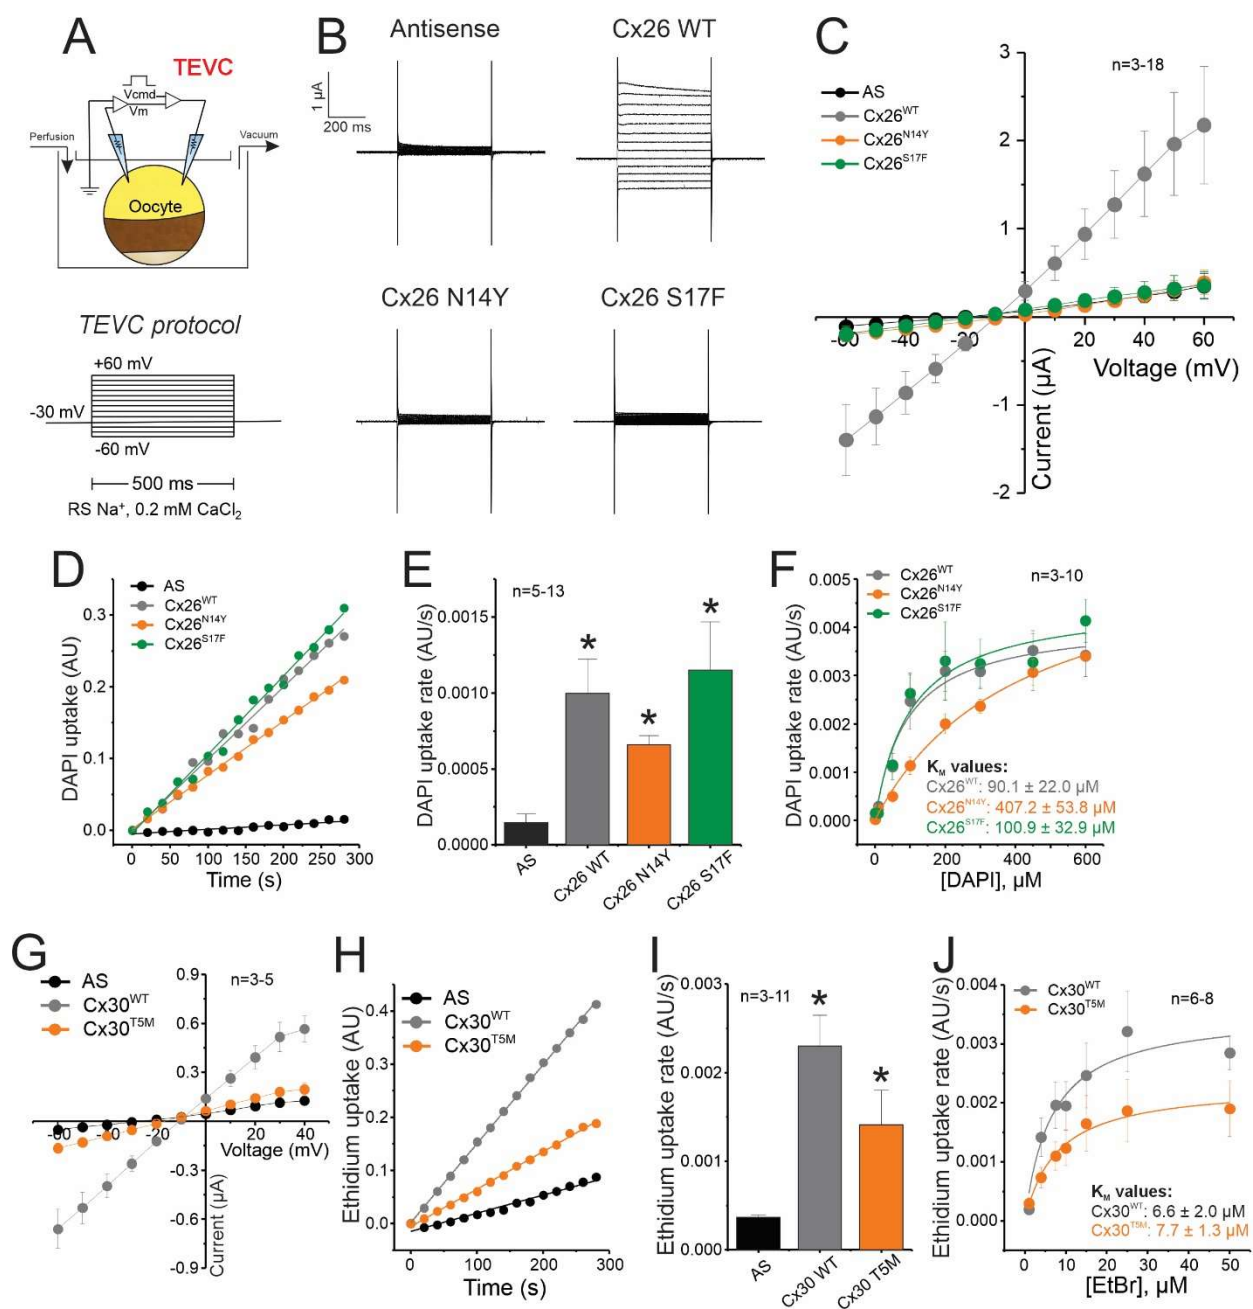 A
TEVC
Vcmd
Vm
Perfusion
Vacuum
Oocyte
TEVC protocol
+60 mV
-30 mV
-60 mV
500 ms
RS Na⁺, 0.2 mM CaCl₂
B
Antisense
Cx26 WT
1 µA
200 ms
Cx26 N14Y
Cx26 S17F
C
n=3-18
AS
Cx26ᵂᵀ
Cx26ᴺ¹⁴ʸ
Cx26ˢ¹⁷ᶠ
3
2
1
-1
-2
-60 -40 -20 0 20 40 60
Voltage (mV)
Current (µA)
D
AS
Cx26ᵂᵀ
Cx26ᴺ¹⁴ʸ
Cx26ˢ¹⁷ᶠ
DAPI uptake (AU)
0.3
0.2
0.1
0.0
0 50 100 150 200 250 300
Time (s)
E
n=5-13
DAPI uptake rate (AU/s)
0.0015
0.0010
0.0005
0.0000
* * *
AS
Cx26 WT
Cx26 N14Y
Cx26 S17F
F
Cx26ᵂᵀ
Cx26ᴺ¹⁴ʸ
Cx26ˢ¹⁷ᶠ
n=3-10
DAPI uptake rate (AU/s)
0.005
0.004
0.003
0.002
0.001
0.000
K_M values:
Cx26ᵂᵀ: 90.1 ± 22.0 µM
Cx26ᴺ¹⁴ʸ: 407.2 ± 53.8 µM
Cx26ˢ¹⁷ᶠ: 100.9 ± 32.9 µM
0 150 300 450 600
[DAPI], µM
G
AS
Cx30ᵂᵀ
Cx30ᵀ⁵ᴹ
n=3-5
0.9
0.6
0.3
-0.3
-0.6
-0.9
-60 -40 -20 0 20 40
Voltage (mV)
Current (µA)
H
AS
Cx30ᵂᵀ
Cx30ᵀ⁵ᴹ
Ethidium uptake (AU)
0.4
0.3
0.2
0.1
0.0
0 100 200 300
Time (s)
I
n=3-11
Ethidium uptake rate (AU/s)
0.003
0.002
0.001
0.000
* *
AS
Cx30 WT
Cx30 T5M
J
Cx30ᵂᵀ
Cx30ᵀ⁵ᴹ
n=6-8
Ethidium uptake rate (AU/s)
0.004
0.003
0.002
0.001
0.000
K_M values:
Cx30ᵂᵀ: 6.6 ± 2.0 µM
Cx30ᵀ⁵ᴹ: 7.7 ± 1.3 µM
0 10 20 30 40 50
[EtBr], µM